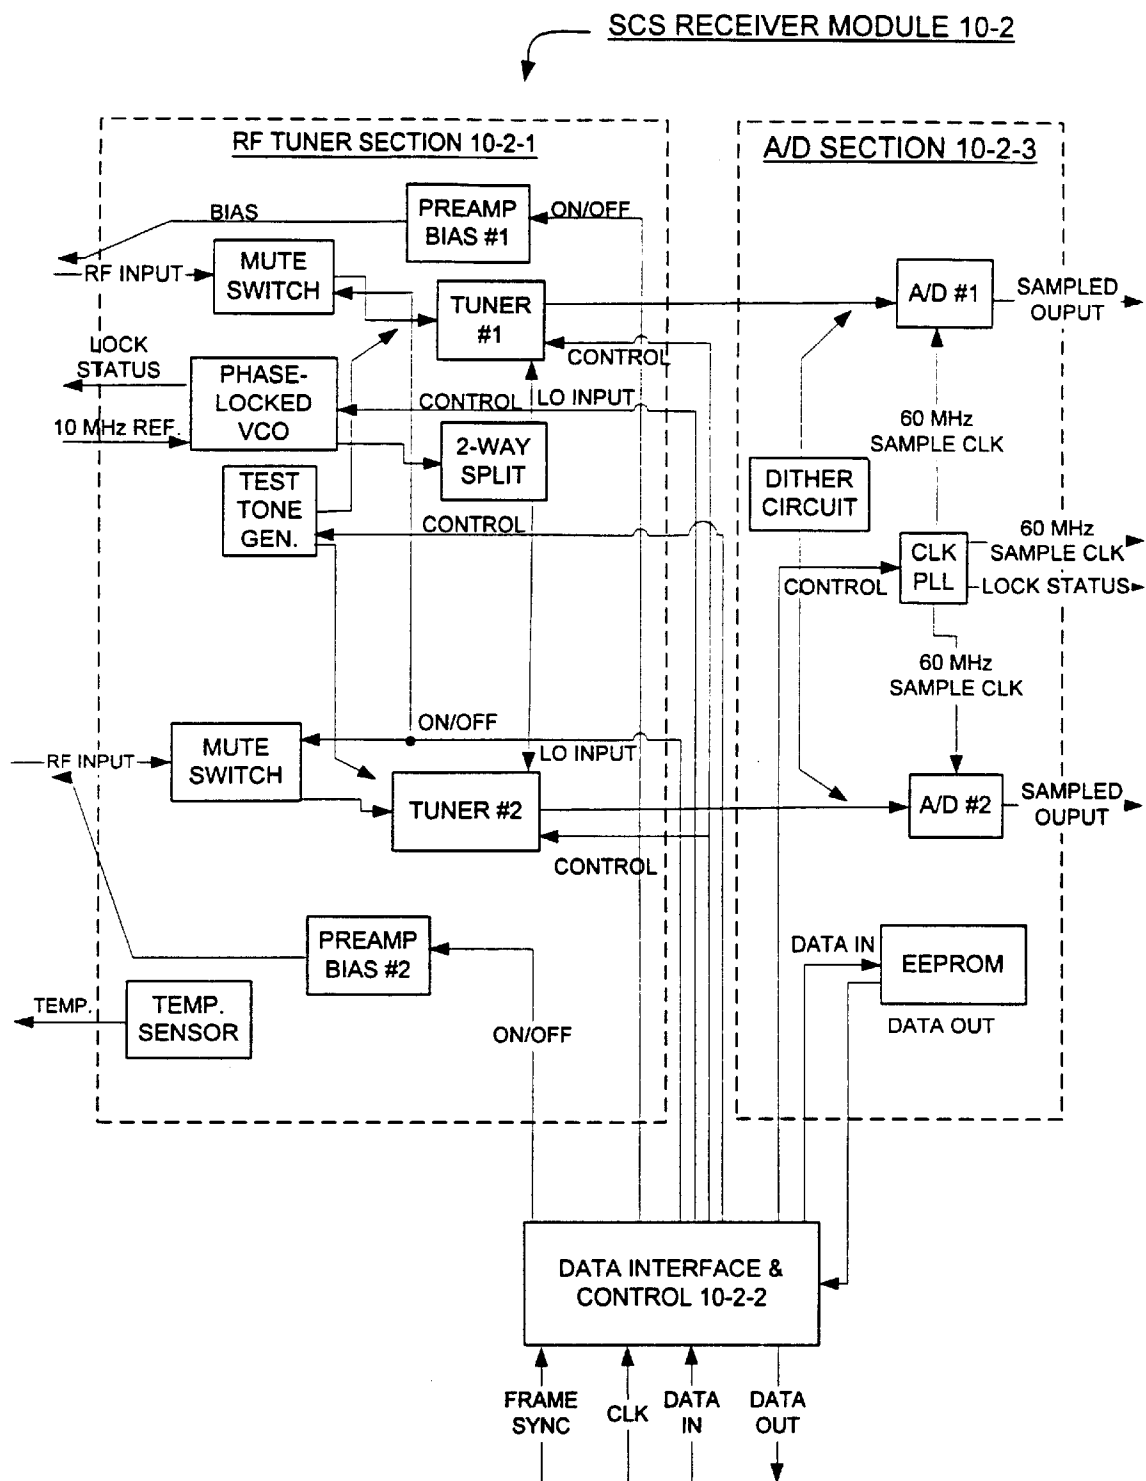 SCS RECEIVER MODULE 10-2
RF TUNER SECTION 10-2-1
A/D SECTION 10-2-3
BIAS
PREAMP
BIAS #1
ON/OFF
RF INPUT
MUTE
SWITCH
TUNER
#1
A/D #1
SAMPLED
OUPUT
LOCK
STATUS
PHASE-
LOCKED
VCO
CONTROL
CONTROL
LO INPUT
10 MHz REF.
2-WAY
SPLIT
60 MHz
SAMPLE CLK
TEST
TONE
GEN.
CONTROL
DITHER
CIRCUIT
CLK
PLL
60 MHz
SAMPLE CLK
CONTROL
LOCK STATUS
60 MHz
SAMPLE CLK
ON/OFF
LO INPUT
RF INPUT
MUTE
SWITCH
TUNER #2
A/D #2
SAMPLED
OUPUT
CONTROL
PREAMP
BIAS #2
DATA IN
EEPROM
DATA OUT
TEMP.
TEMP.
SENSOR
ON/OFF
DATA INTERFACE &
CONTROL 10-2-2
FRAME
SYNC
CLK
DATA
IN
DATA
OUT